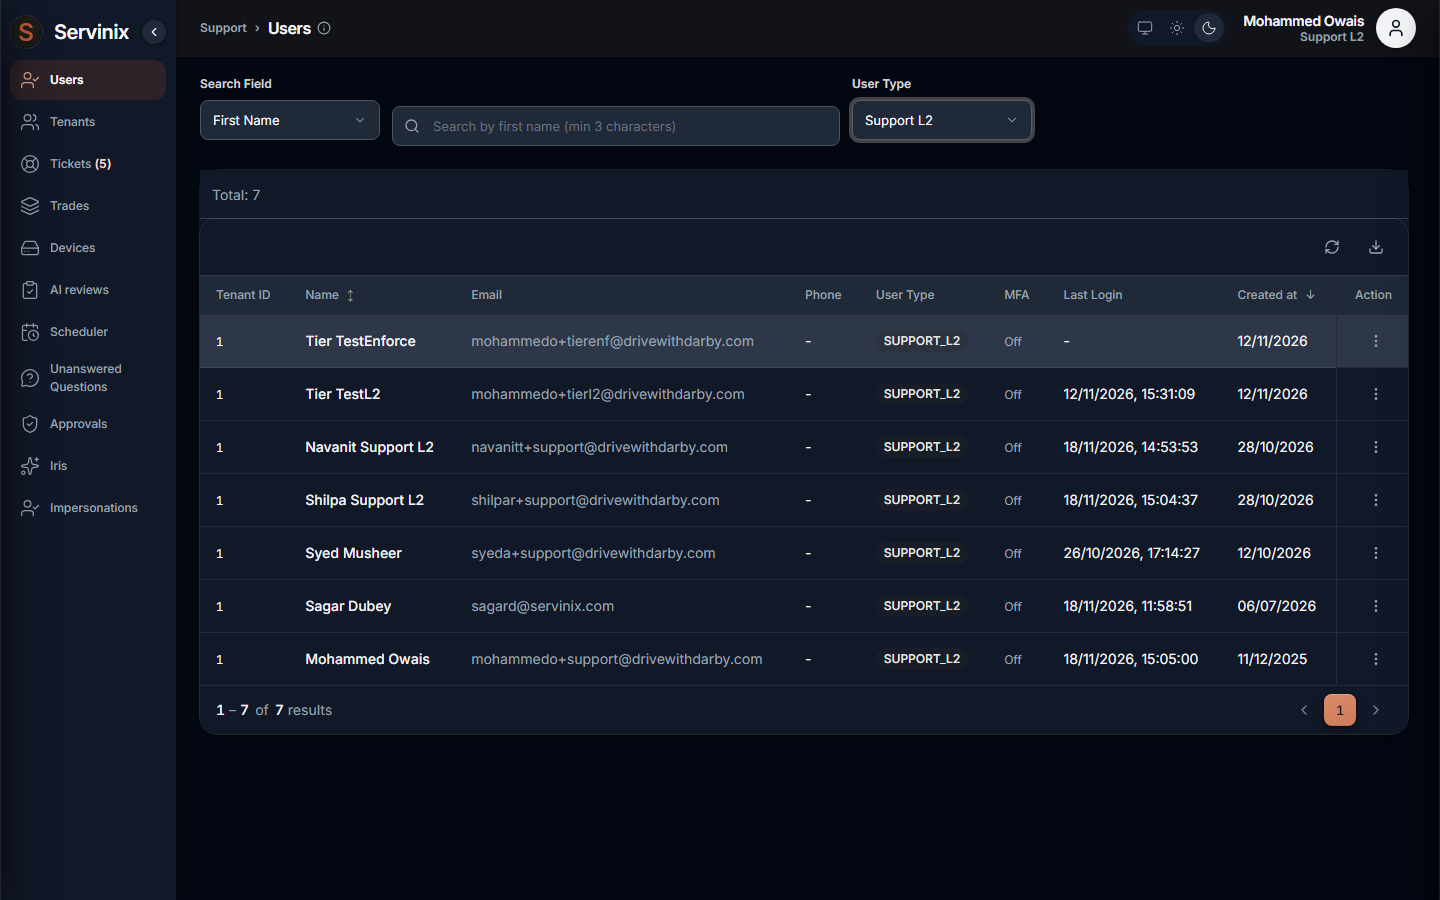 S Servinix
Support > Users
Mohammed Owais
Support L2
Users
Tenants
Tickets (5)
Trades
Devices
AI reviews
Scheduler
Unanswered
Questions
Approvals
Iris
Impersonations
Search Field
User Type
First Name
Search by first name (min 3 characters)
Support L2
Total: 7
Tenant ID Name Email Phone User Type MFA Last Login Created at Action
1 Tier TestEnforce mohammedo+tierenf@drivewithdarby.com - SUPPORT_L2 Off - 12/11/2026
1 Tier TestL2 mohammedo+tierl2@drivewithdarby.com - SUPPORT_L2 Off 12/11/2026, 15:31:09 12/11/2026
1 Navanit Support L2 navanitt+support@drivewithdarby.com - SUPPORT_L2 Off 18/11/2026, 14:53:53 28/10/2026
1 Shilpa Support L2 shilpar+support@drivewithdarby.com - SUPPORT_L2 Off 18/11/2026, 15:04:37 28/10/2026
1 Syed Musheer syeda+support@drivewithdarby.com - SUPPORT_L2 Off 26/10/2026, 17:14:27 12/10/2026
1 Sagar Dubey sagard@servinix.com - SUPPORT_L2 Off 18/11/2026, 11:58:51 06/07/2026
1 Mohammed Owais mohammedo+support@drivewithdarby.com - SUPPORT_L2 Off 18/11/2026, 15:05:00 11/12/2025
1 – 7 of 7 results
1